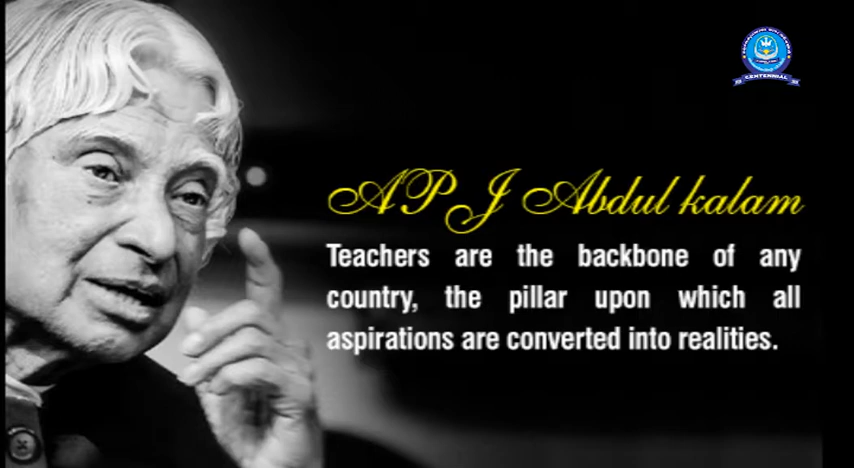 CENTENNIAL
A P J Abdul kalam
Teachers are the backbone of any
country, the pillar upon which all
aspirations are converted into realities.